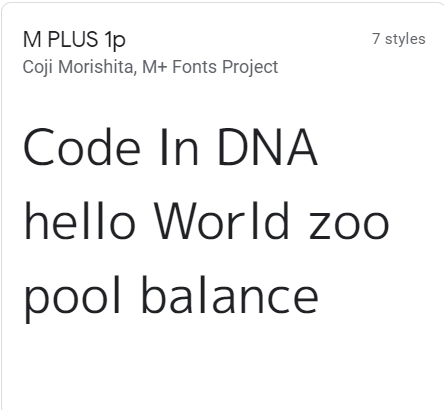 M PLUS 1p
7 styles
Coji Morishita, M+ Fonts Project
Code In DNA
hello World zoo
pool balance